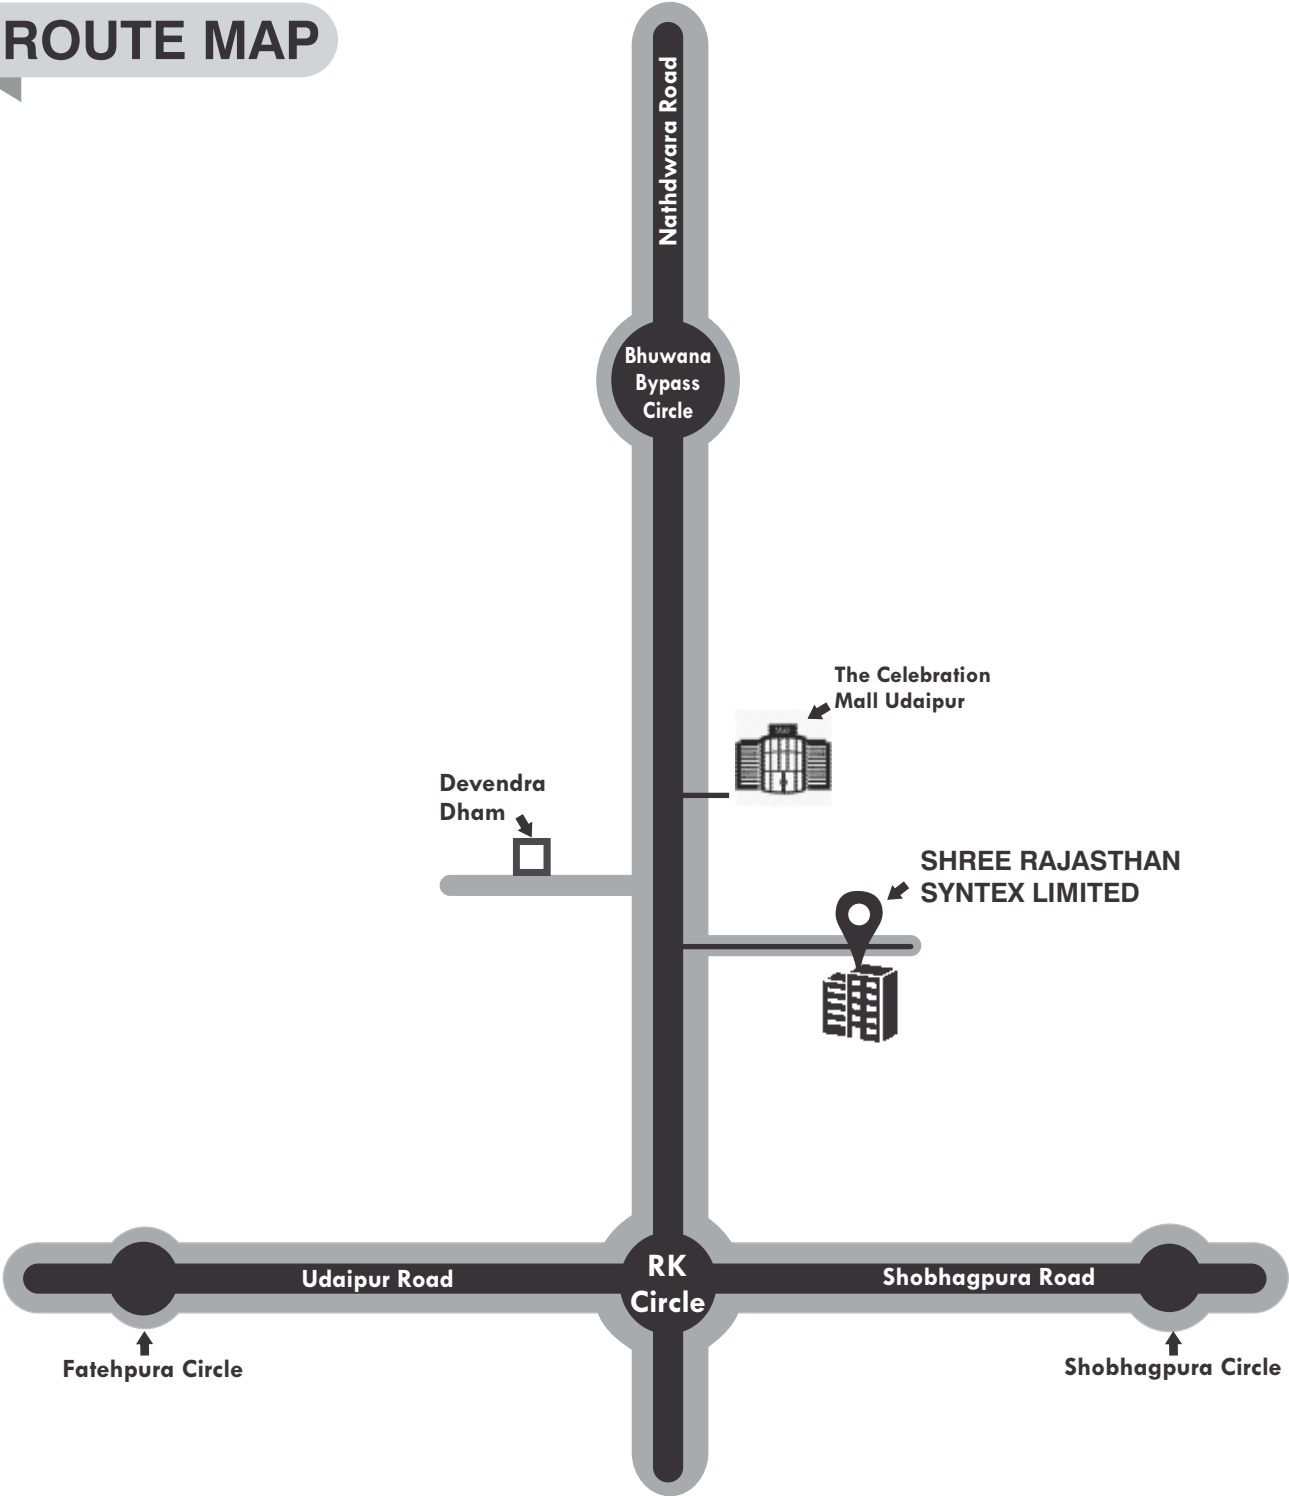 ROUTE MAP
Nathdwara Road
Bhuwana
Bypass
Circle
The Celebration
Mall Udaipur
Devendra
Dham
SHREE RAJASTHAN
SYNTEX LIMITED
RK
Circle
Udaipur Road
Shobhagpura Road
Fatehpura Circle
Shobhagpura Circle